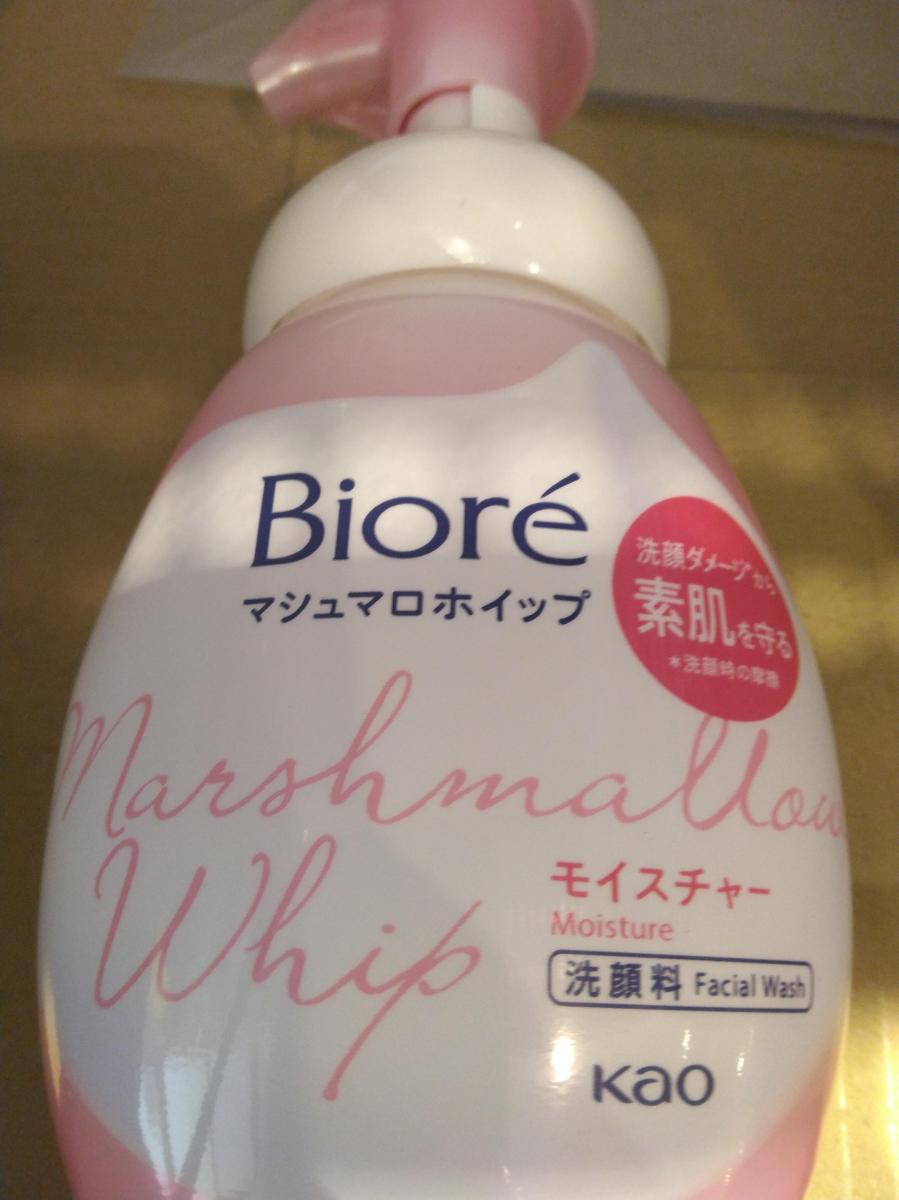 Bioré
マシュマロホイップ
洗顔ダメージ*から
素肌を守る
*洗顔時の摩擦
Marshmallow
Whip
モイスチャー
Moisture
洗顔料 Facial Wash
Kao